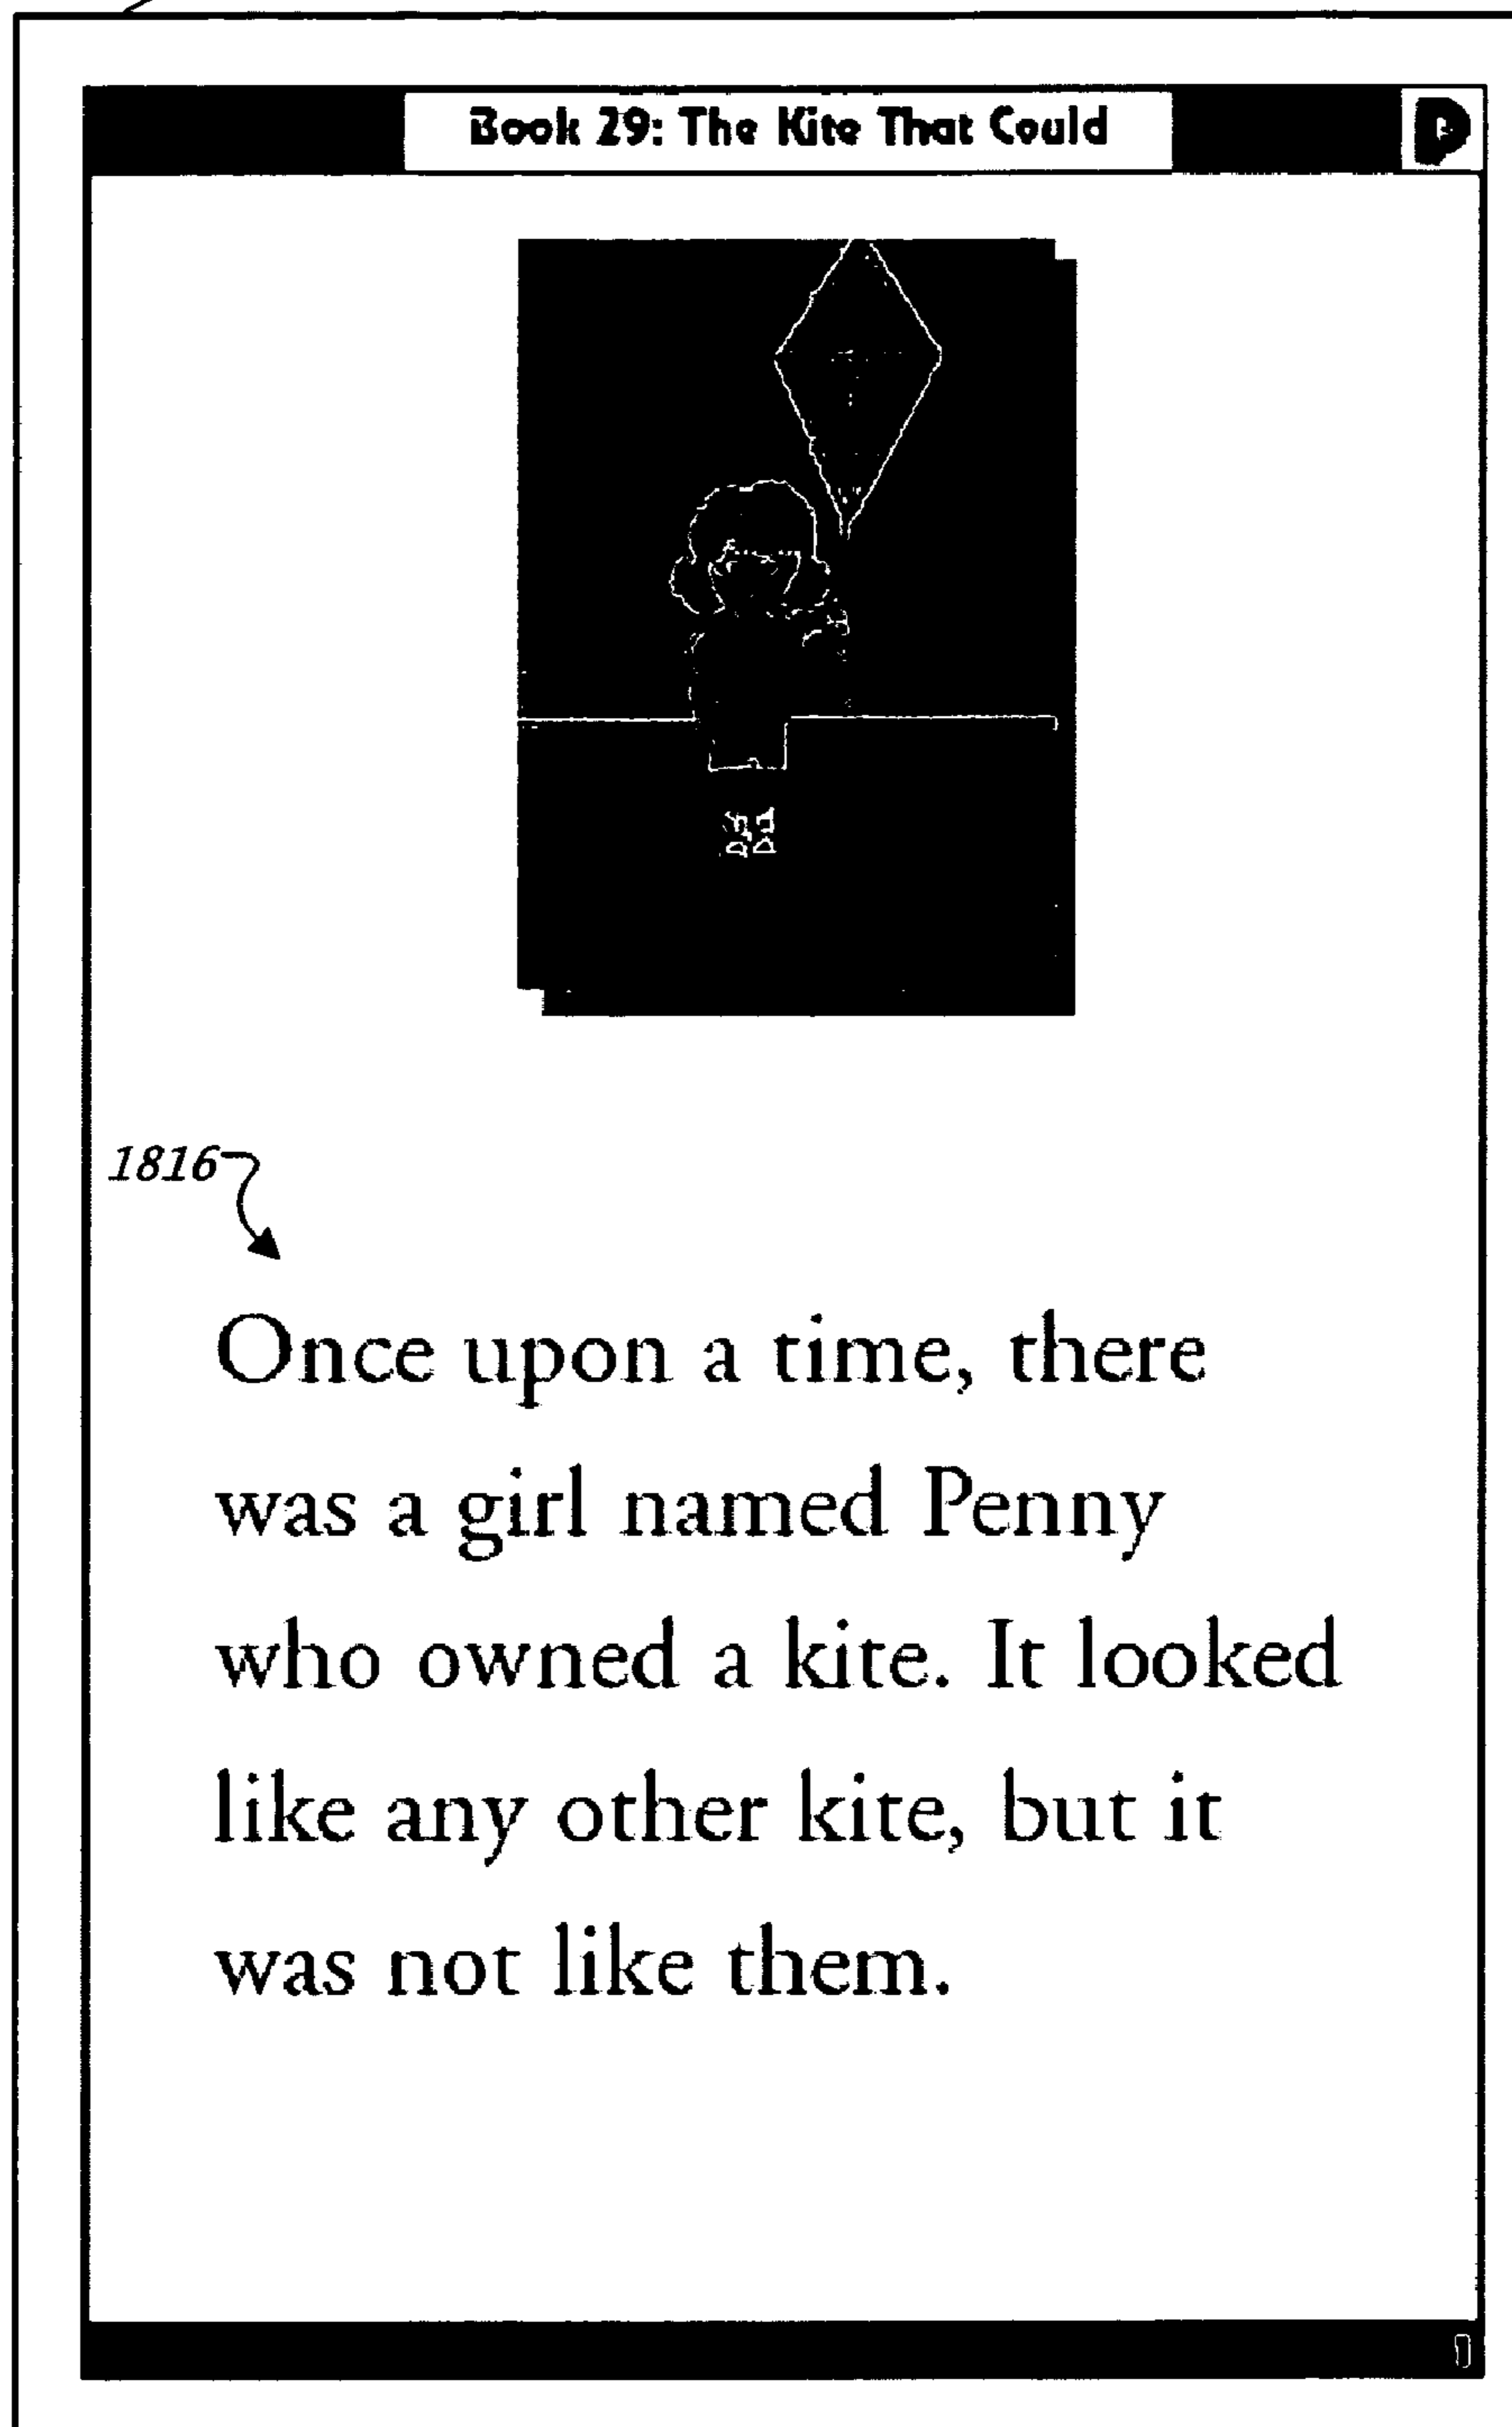 Book 29: The Kite That Could
1816
Once upon a time, there
was a girl named Penny
who owned a kite. It looked
like any other kite, but it
was not like them.